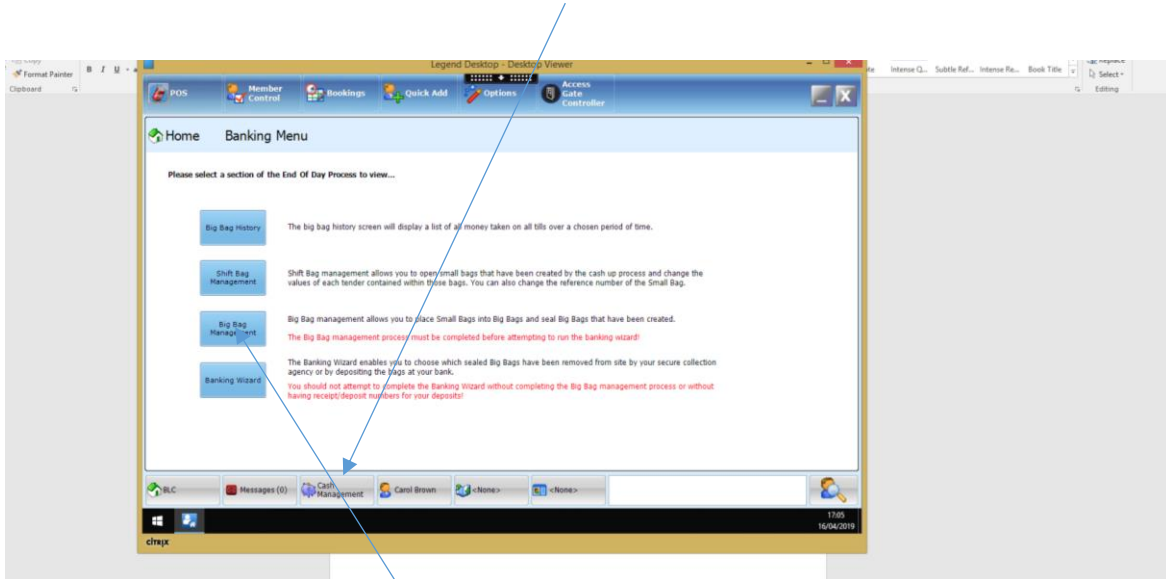 Format Painter
B I U
Clipboard
Intense Q... Subtle Ref... Intense Re... Book Title
Replace
Select
Editing
Legend Desktop - Desktop Viewer
POS
Member Control
Bookings
Quick Add
Options
Access Gate Controller
Home Banking Menu
Please select a section of the End Of Day Process to view...
Big Bag History
The big bag history screen will display a list of all money taken on all tills over a chosen period of time.
Shift Bag
Management
Shift Bag management allows you to open small bags that have been created by the cash up process and change the
values of each tender contained within those bags. You can also change the reference number of the Small Bag.
Big Bag
Management
Big Bag management allows you to place Small Bags into Big Bags and seal Big Bags that have been created.
The Big Bag management process must be completed before attempting to run the banking wizard!
Banking Wizard
The Banking Wizard enables you to choose which sealed Big Bags have been removed from site by your secure collection
agency or by depositing the bags at your bank.
You should not attempt to complete the Banking Wizard without completing the Big Bag management process or without
having receipt/deposit numbers for your deposits!
BLC
Messages (0)
Cash
Management
Carol Brown
<None>
<None>
17:05
16/04/2019
citrix